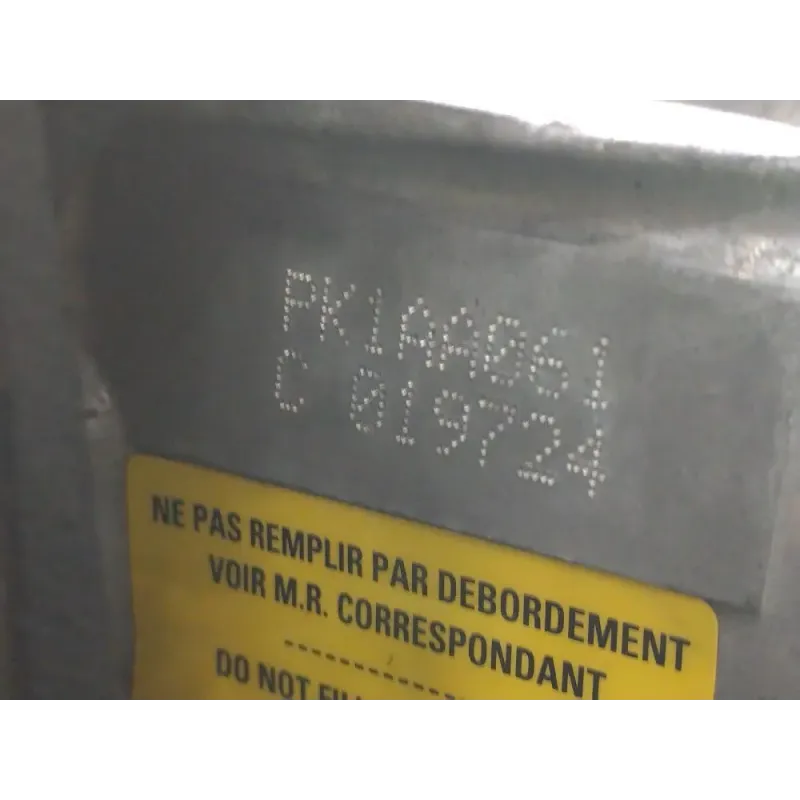 PK1AA061
C 019724
NE PAS REMPLIR PAR DEBORDEMENT
VOIR M.R. CORRESPONDANT
DO NOT